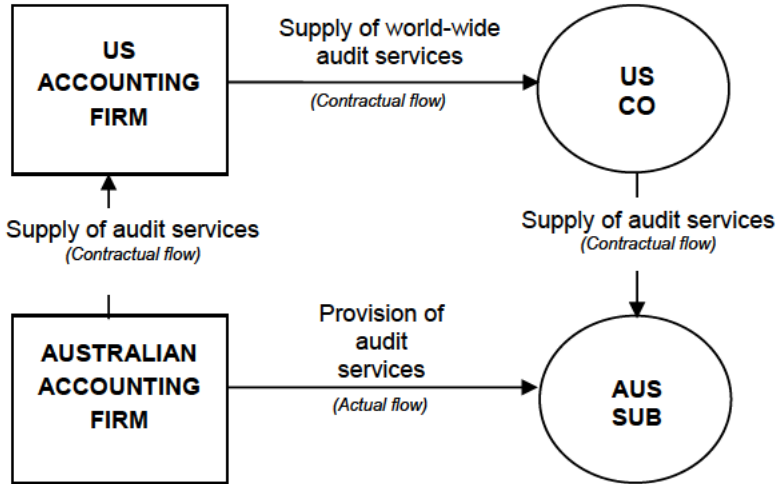 US
ACCOUNTING
FIRM
Supply of world-wide
audit services
(Contractual flow)
US
CO
Supply of audit services
(Contractual flow)
Supply of audit services
(Contractual flow)
AUSTRALIAN
ACCOUNTING
FIRM
Provision of
audit
services
(Actual flow)
AUS
SUB